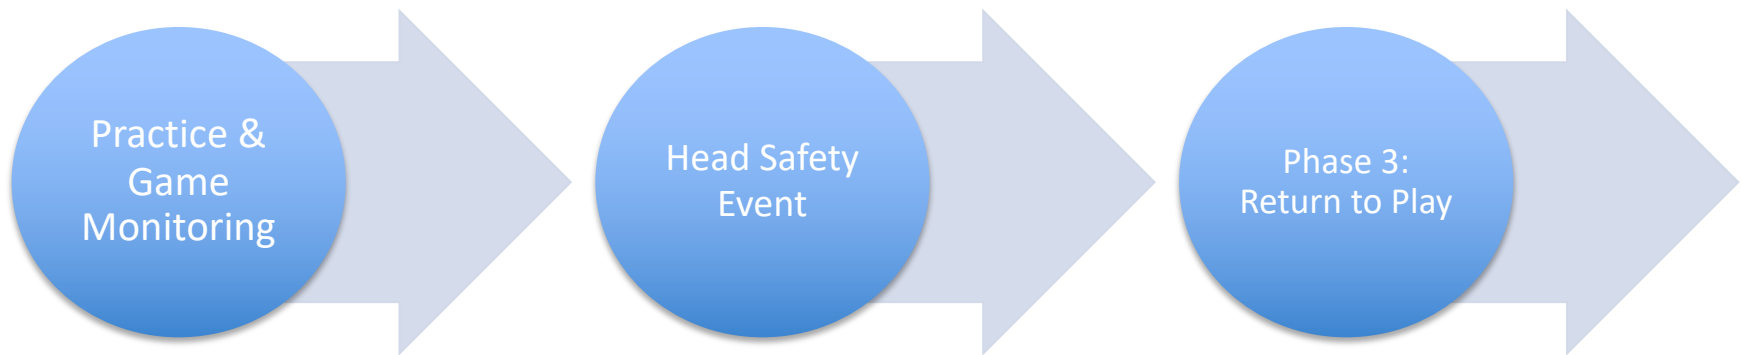 Practice &
Game
Monitoring
Head Safety
Event
Phase 3:
Return to Play